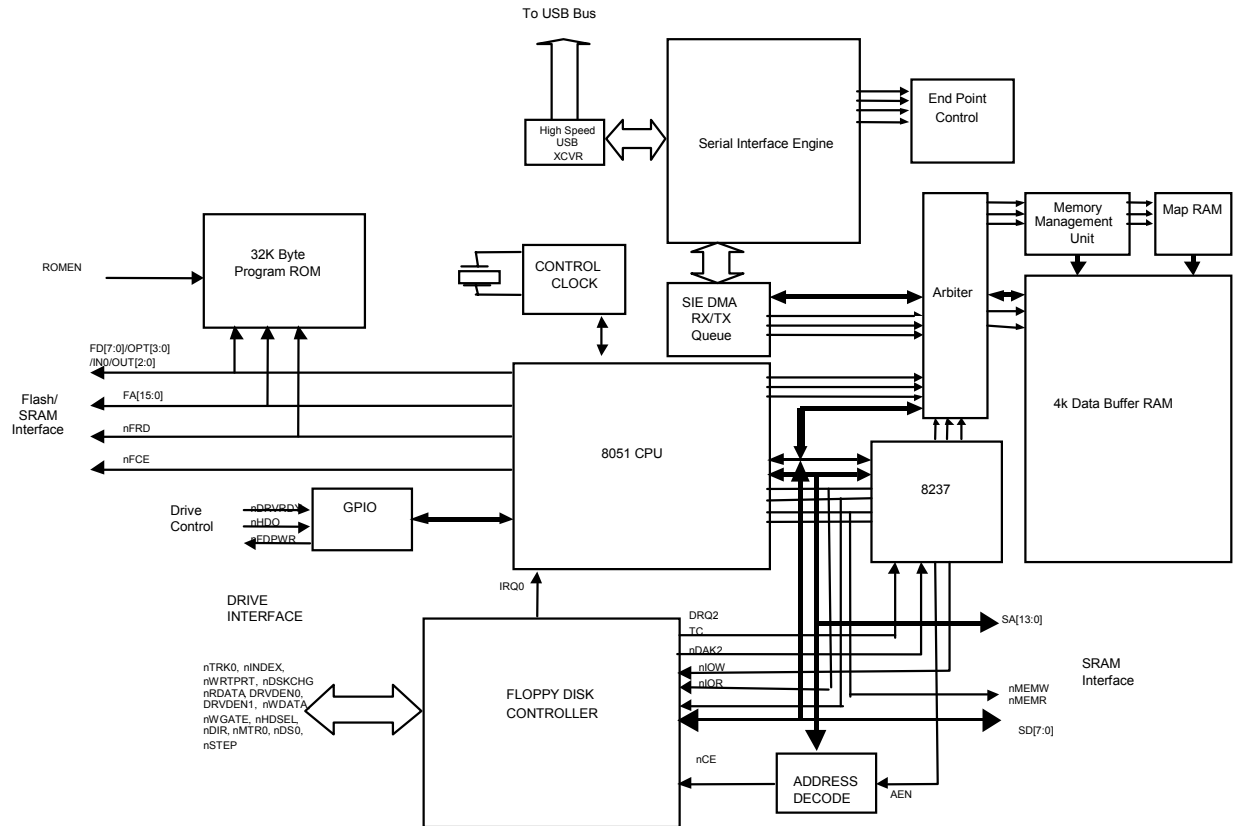 To USB Bus
High Speed
USB
XCVR
Serial Interface Engine
End Point
Control
32K Byte
Program ROM
ROMEN
CONTROL
CLOCK
SIE DMA
RX/TX
Queue
Arbiter
Memory
Management
Unit
Map RAM
4k Data Buffer RAM
FD[7:0]/OPT[3:0]
/IN0/OUT[2:0]
FA[15:0]
nFRD
nFCE
Flash/
SRAM
Interface
8051 CPU
8237
Drive
Control
nDRVRDY
nHDO
nFDPWR
GPIO
IRQ0
DRIVE
INTERFACE
nTRK0, nINDEX,
nWRTPRT, nDSKCHG
nRDATA, DRVDEN0,
DRVDEN1, nWDATA,
nWGATE, nHDSEL,
nDIR, nMTR0, nDS0,
nSTEP
FLOPPY DISK
CONTROLLER
DRQ2
TC
nDAK2
nIOW
nIOR
nCE
ADDRESS
DECODE
AEN
SA[13:0]
SRAM
Interface
nMEMW
nMEMR
SD[7:0]